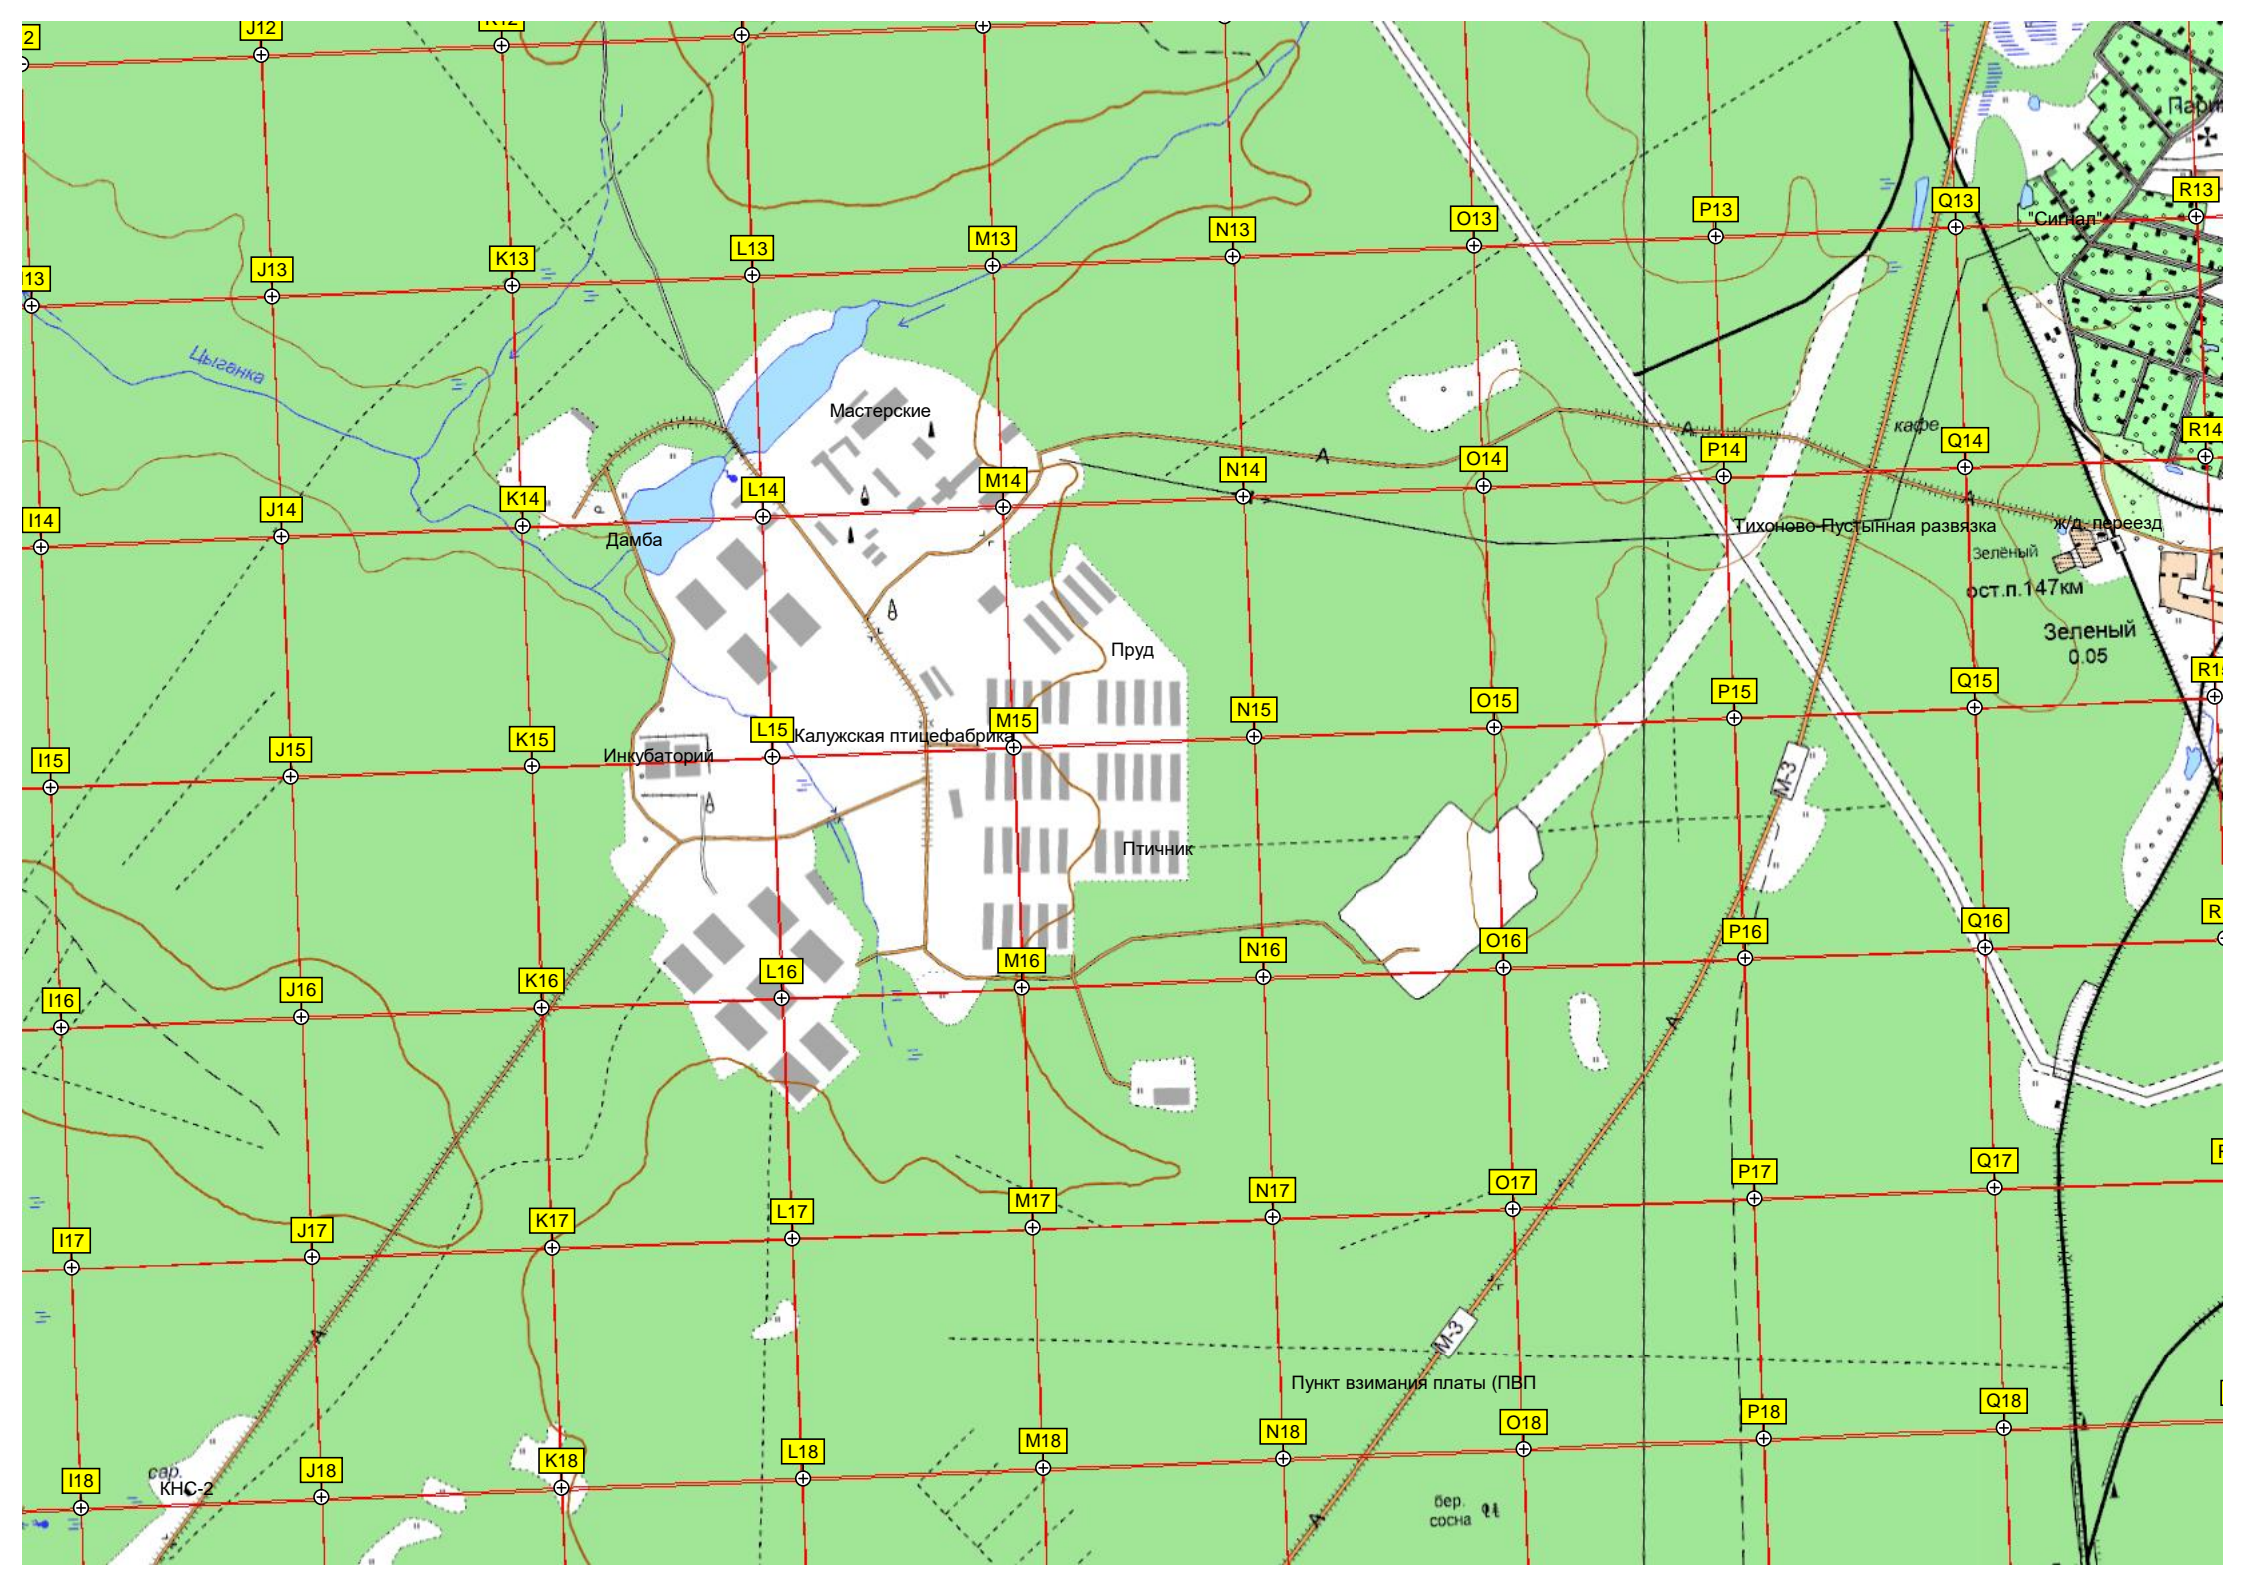 2
J12
K12
Пари
J13
K13
L13
M13
N13
O13
P13
Q13
R13
"Сигнал"
I13
Цыганка
Мастерские
кафе
A
A
A
I14
J14
K14
L14
M14
N14
O14
P14
Q14
R14
Дамба
Тихоново-Пустынная развязка
ж/д. переезд
Зелёный
ост.п.147км
Зеленый
0.05
Пруд
I15
J15
K15
L15
M15
N15
O15
P15
Q15
R15
Калужская птицефабрика
Инкубаторий
М-3
Птичник
I16
J16
K16
L16
M16
N16
O16
P16
Q16
R
A
I17
J17
K17
L17
M17
N17
O17
P17
Q17
A
М-3
Пункт взимания платы (ПВП
I18
J18
K18
L18
M18
N18
O18
P18
Q18
сар.
КНС-2
A
бер.
сосна